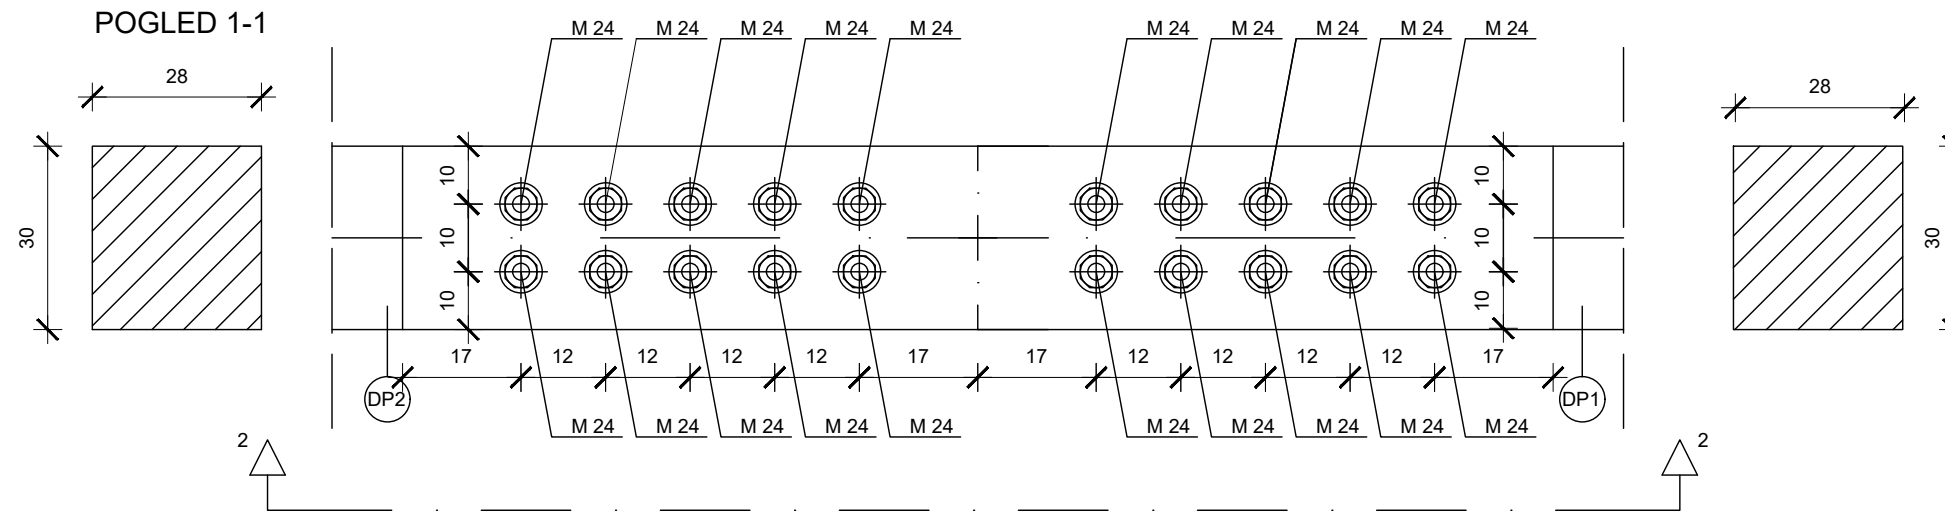 POGLED 1-1
M 24 M 24 M 24 M 24 M 24 M 24 M 24 M 24 M 24 M 24
28
28
10 10
30 10 10 30
10 10
17 12 12 12 12 17 17 12 12 12 12 17
DP2 DP1
M 24 M 24 M 24 M 24 M 24 M 24 M 24 M 24 M 24 M 24
2 2